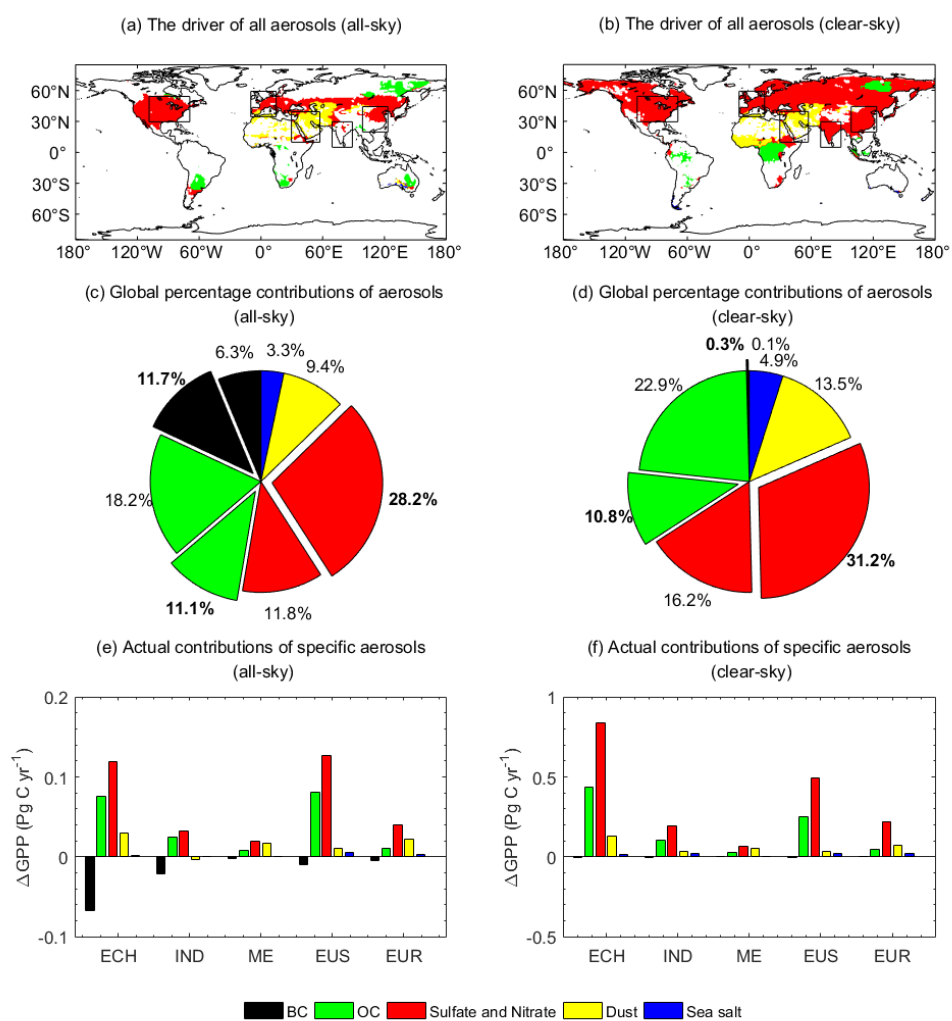 (a) The driver of all aerosols (all-sky)
(b) The driver of all aerosols (clear-sky)
60°N
30°N
0°
30°S
60°S
180° 120°W 60°W 0° 60°E 120°E 180°
60°N
30°N
0°
30°S
60°S
180° 120°W 60°W 0° 60°E 120°E 180°
(c) Global percentage contributions of aerosols
(all-sky)
(d) Global percentage contributions of aerosols
(clear-sky)
6.3%
3.3%
9.4%
11.7%
18.2%
28.2%
11.1%
11.8%
0.3%
0.1%
4.9%
13.5%
22.9%
10.8%
31.2%
16.2%
(e) Actual contributions of specific aerosols
(all-sky)
(f) Actual contributions of specific aerosols
(clear-sky)
0.2
0.1
0
-0.1
ΔGPP (Pg C yr⁻¹)
ECH IND ME EUS EUR
1
0.5
0
-0.5
ΔGPP (Pg C yr⁻¹)
ECH IND ME EUS EUR
BC OC Sulfate and Nitrate Dust Sea salt